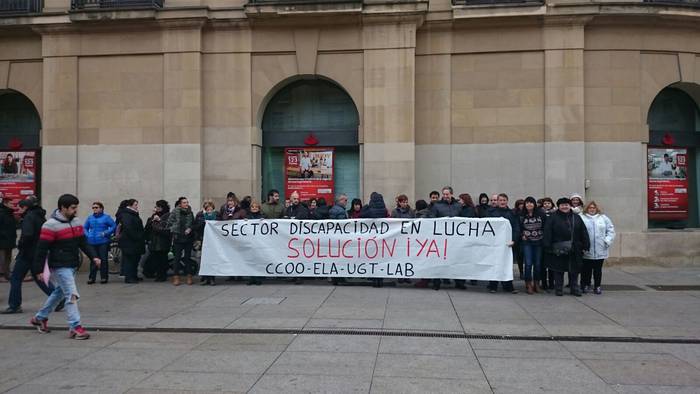 SECTOR DISCAPACIDAD EN LUCHA
SOLUCIÓN ¡YA!
CCOO-ELA-UGT-LAB